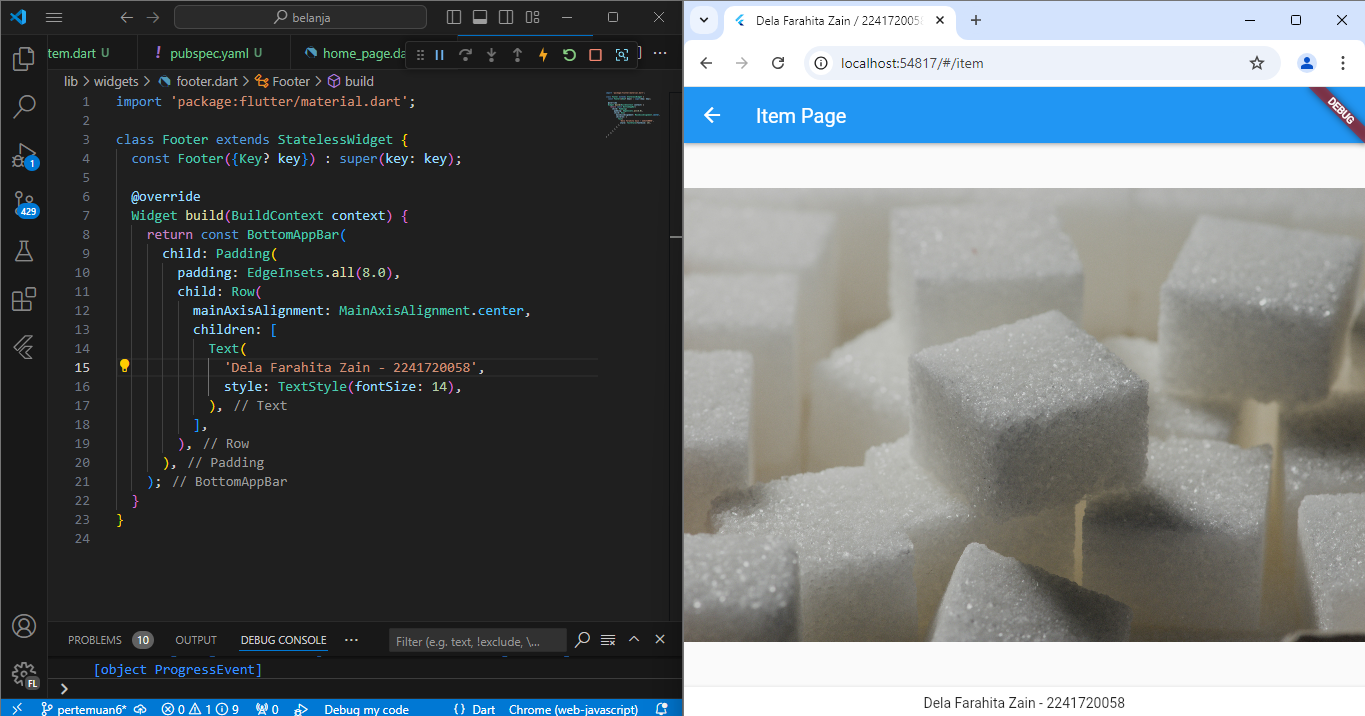 belanja
tem.dart U
! pubspec.yaml U
home_page.da
lib > widgets > footer.dart > Footer > build
1 import 'package:flutter/material.dart';
2
3 class Footer extends StatelessWidget {
4 const Footer({Key? key}) : super(key: key);
5
6 @override
7 Widget build(BuildContext context) {
8 return const BottomAppBar(
9 child: Padding(
10 padding: EdgeInsets.all(8.0),
11 child: Row(
12 mainAxisAlignment: MainAxisAlignment.center,
13 children: [
14 Text(
15 'Dela Farahita Zain - 2241720058',
16 style: TextStyle(fontSize: 14),
17 ), // Text
18 ],
19 ), // Row
20 ), // Padding
21 ); // BottomAppBar
22 }
23 }
24
1
429
FL
PROBLEMS 10 OUTPUT DEBUG CONSOLE ···
Filter (e.g. text, !exclude, \...
[object ProgressEvent]
>
pertemuan6* 0 1 9 0 Debug my code {} Dart Chrome (web-javascript)
Dela Farahita Zain / 224172005
localhost:54817/#/item
Item Page
DEBUG
Dela Farahita Zain - 2241720058